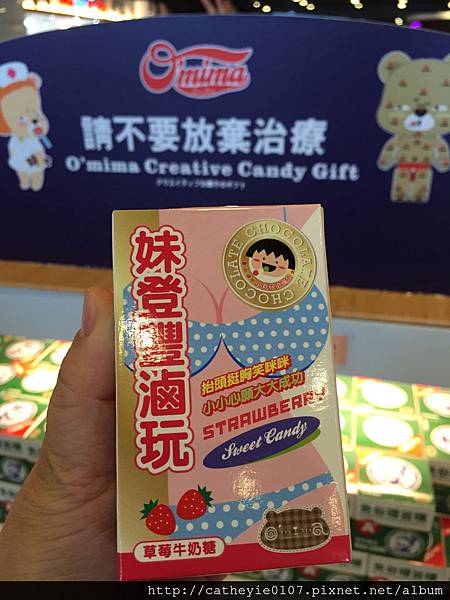 O'mima
請不要放棄治療
O'mima Creative Candy Gift
CHOCOLATE CHOCOLATE
妹登豐滷玩
抬頭挺胸笑咪咪
小小心願大大成功
STRAWBERRY
Sweet Candy
草莓牛奶糖
http://catheyie0107.pixnet.net/album